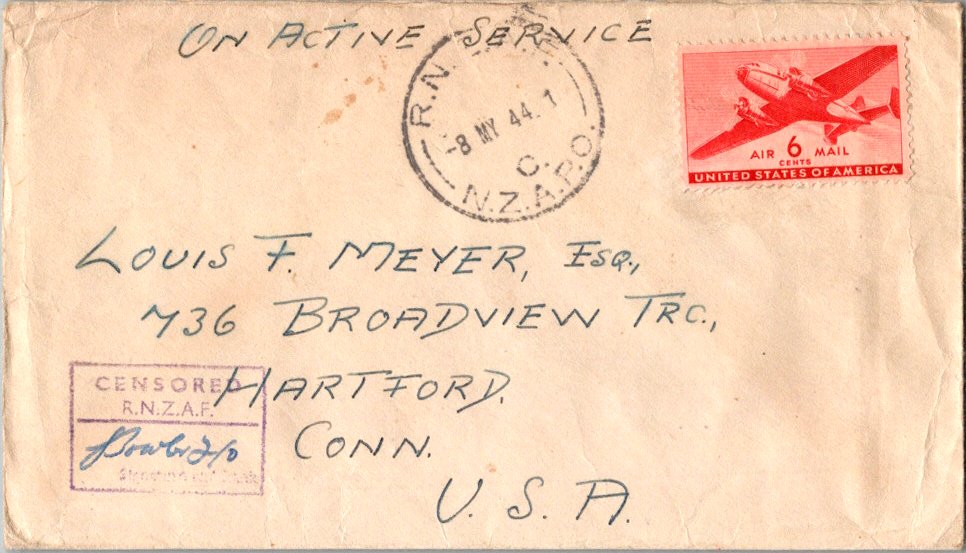 ON ACTIVE SERVICE
R.N.
-8 MY 44. 1
C.
N.Z.A.P.O.
AIR 6 MAIL
CENTS
UNITED STATES OF AMERICA
LOUIS F. MEYER, ESQ.,
736 BROADVIEW TRC.,
HARTFORD.
CONN.
U. S. A.
CENSORED
R.N.Z.A.F.